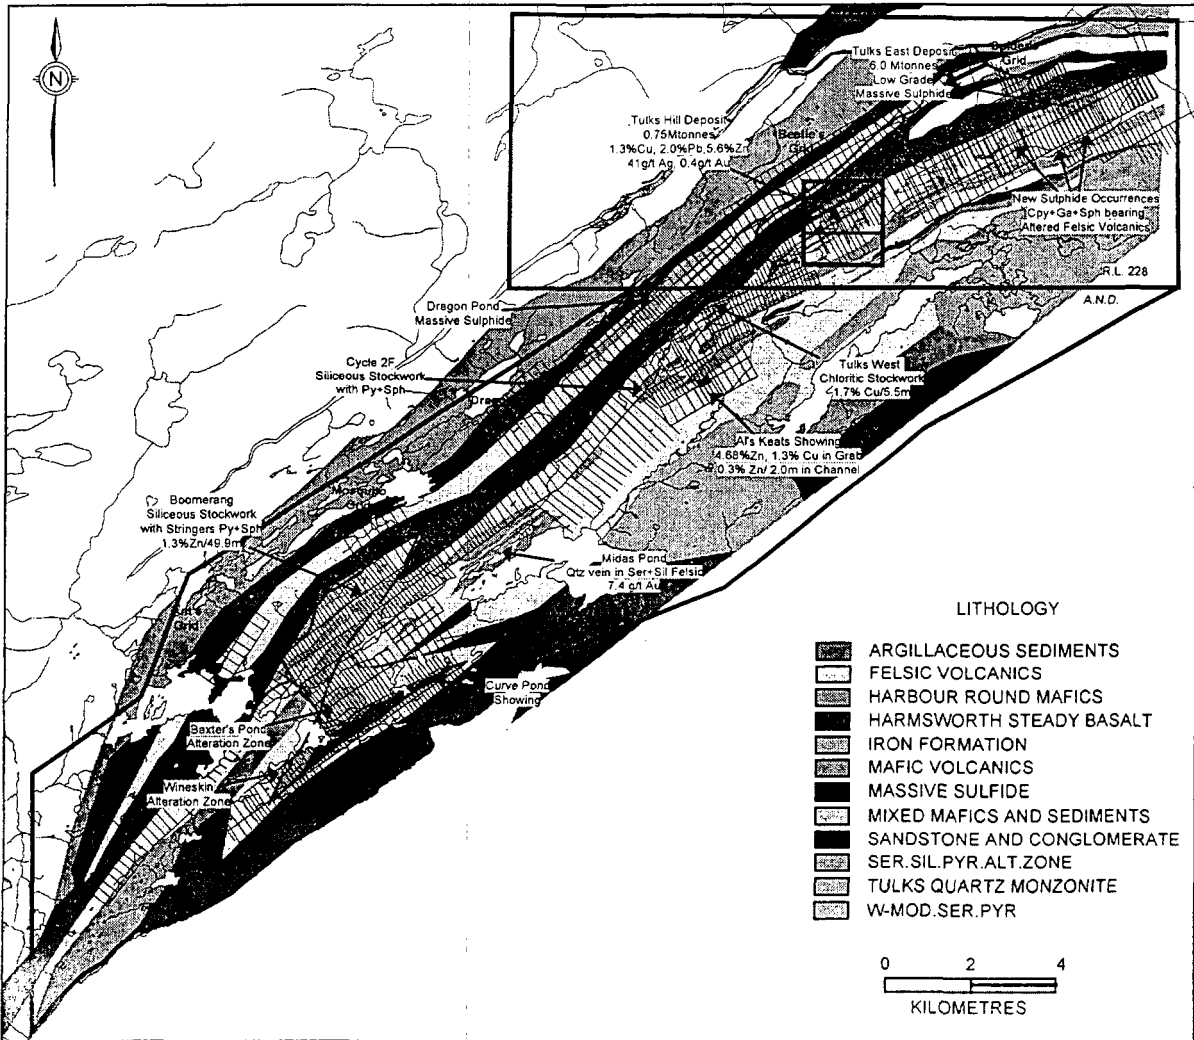 N
Tulks East Deposit
6.0 Mtonnes
Low Grade
Massive Sulphide
Grid
Tulks Hill Deposit
0.75Mtonnes
1.3%Cu, 2.0%Pb,5.6%Zn
41g/t Ag, 0.4g/t Au
Beetle's
Grid
New Sulphide Occurrences
Cpy+Ga+Sph bearing
Altered Felsic Volcanics
R.L. 228
A.N.D.
Dragon Pond
Massive Sulphide
Cycle 2F
Siliceous Stockwork
with Py+Sph
Tulks West
Chloritic Stockwork
1.7% Cu/5.5m
Al's Keats Showing
4.68%Zn, 1.3% Cu in Grab
0.3% Zn/ 2.0m in Channel
Mosquito
Grid
Boomerang
Siliceous Stockwork
with Stringers Py+Sph
1.3%Zn/49.9m
Midas Pond
Qtz vein in Ser+Sil Felsic
7.4 g/t Au
Grid
Curve Pond
Showing
Baxter's Pond
Alteration Zone
Wineskin
Alteration Zone
LITHOLOGY
ARGILLACEOUS SEDIMENTS
FELSIC VOLCANICS
HARBOUR ROUND MAFICS
HARMSWORTH STEADY BASALT
IRON FORMATION
MAFIC VOLCANICS
MASSIVE SULFIDE
MIXED MAFICS AND SEDIMENTS
SANDSTONE AND CONGLOMERATE
SER.SIL.PYR.ALT.ZONE
TULKS QUARTZ MONZONITE
W-MOD.SER.PYR
0 2 4
KILOMETRES